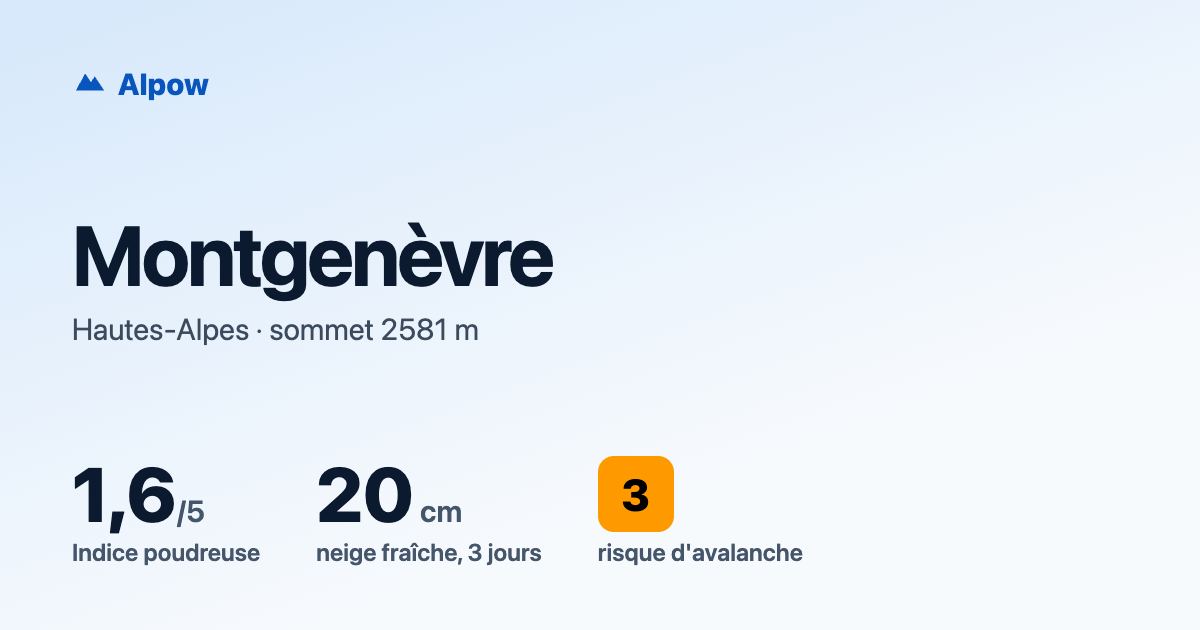 Alpow
Montgenèvre
Hautes-Alpes · sommet 2581 m
1,6/5
Indice poudreuse
20 cm
neige fraîche, 3 jours
3
risque d'avalanche